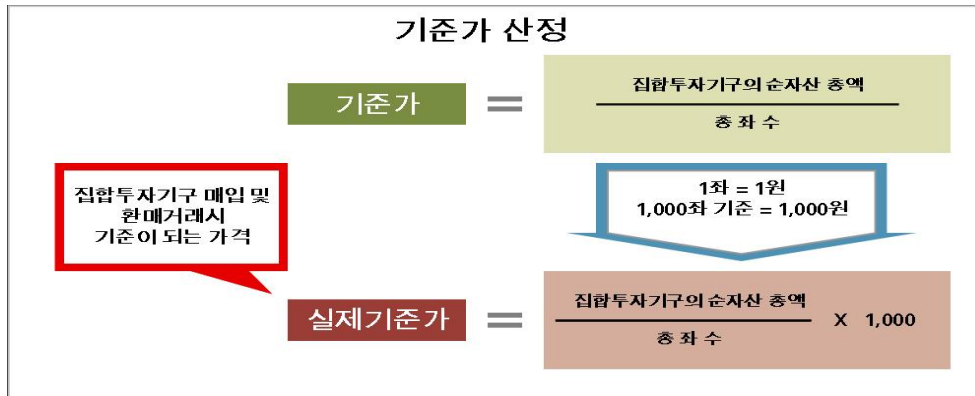 기준가 산정
기준가 =
집합투자기구의 순자산 총액
총 좌 수
집합투자기구 매입 및
환매거래시
기준이 되는 가격
1좌 = 1원
1,000좌 기준 = 1,000원
실제기준가 =
집합투자기구의 순자산 총액
총 좌 수
X 1,000